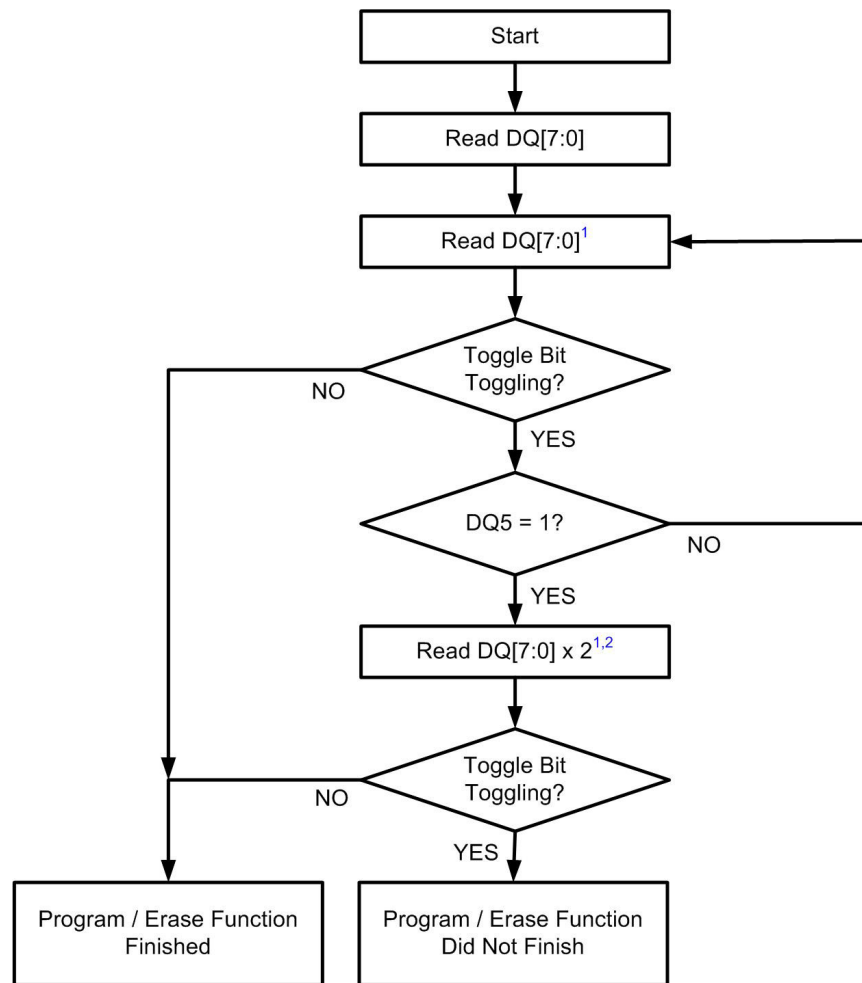 Start
Read DQ[7:0]
Read DQ[7:0]1
Toggle Bit
Toggling?
NO
YES
DQ5 = 1?
NO
YES
Read DQ[7:0] x 21,2
Toggle Bit
Toggling?
NO
YES
Program / Erase Function
Finished
Program / Erase Function
Did Not Finish